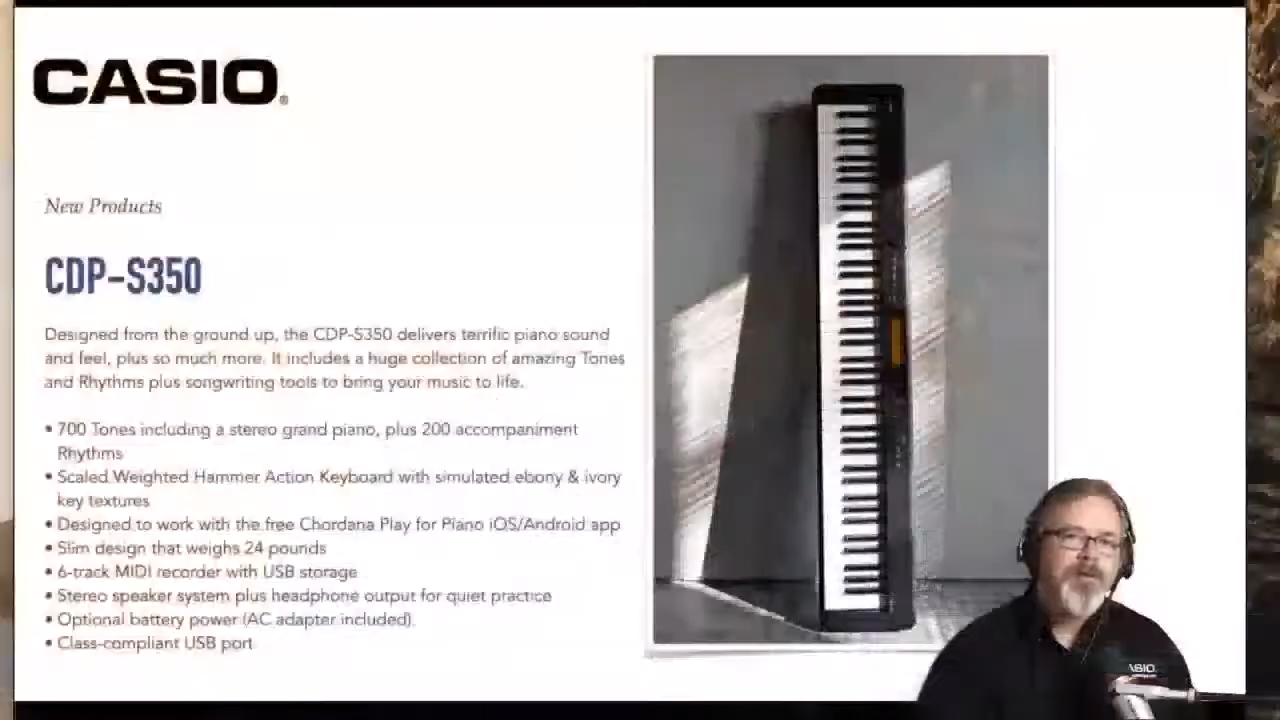 CASIO®
New Products
CDP-S350
Designed from the ground up, the CDP-S350 delivers terrific piano sound
and feel, plus so much more. It includes a huge collection of amazing Tones
and Rhythms plus songwriting tools to bring your music to life.
• 700 Tones including a stereo grand piano, plus 200 accompaniment
Rhythms
• Scaled Weighted Hammer Action Keyboard with simulated ebony & ivory
key textures
• Designed to work with the free Chordana Play for Piano iOS/Android app
• Slim design that weighs 24 pounds
• 6-track MIDI recorder with USB storage
• Stereo speaker system plus headphone output for quiet practice
• Optional battery power (AC adapter included)
• Class-compliant USB port
ASIO